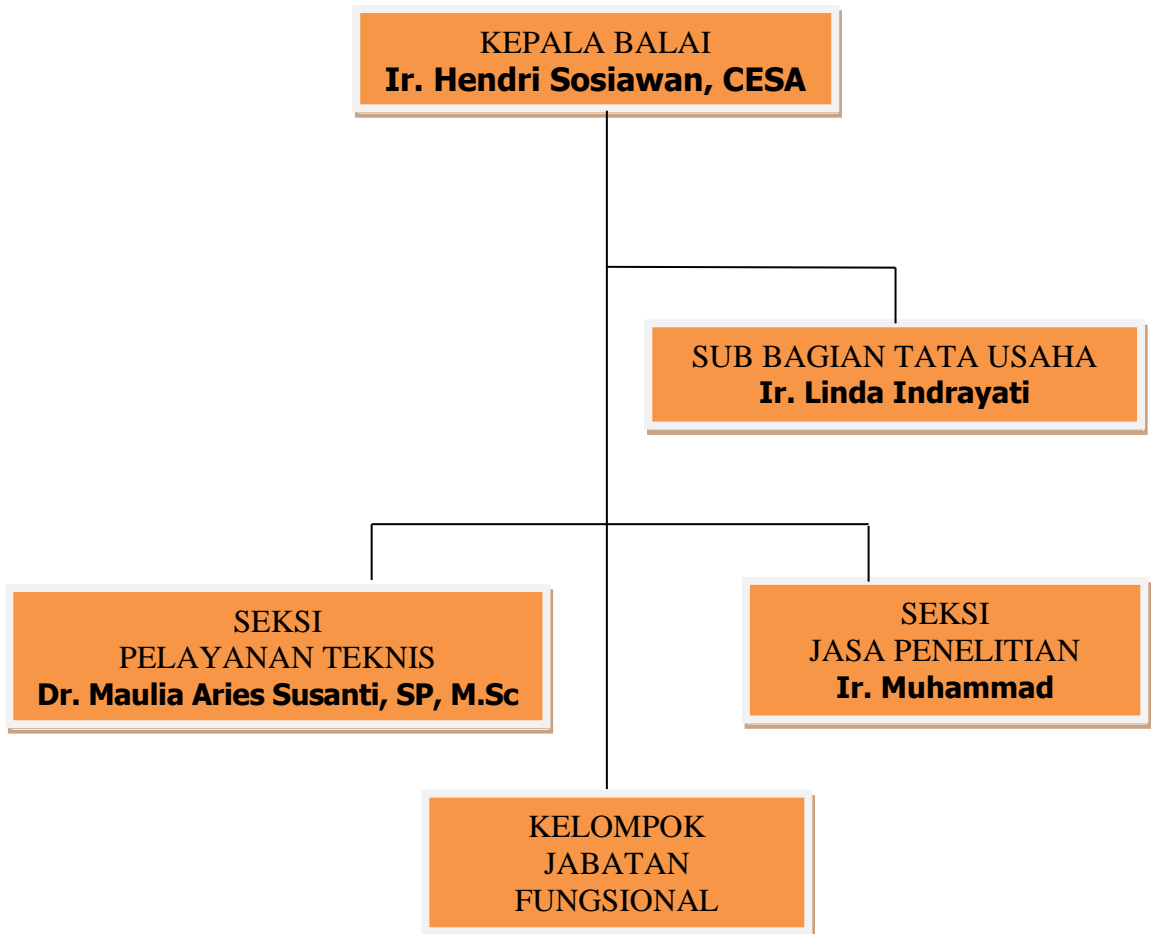 KEPALA BALAI
Ir. Hendri Sosiawan, CESA
SUB BAGIAN TATA USAHA
Ir. Linda Indrayati
SEKSI
PELAYANAN TEKNIS
Dr. Maulia Aries Susanti, SP, M.Sc
SEKSI
JASA PENELITIAN
Ir. Muhammad
KELOMPOK
JABATAN
FUNGSIONAL